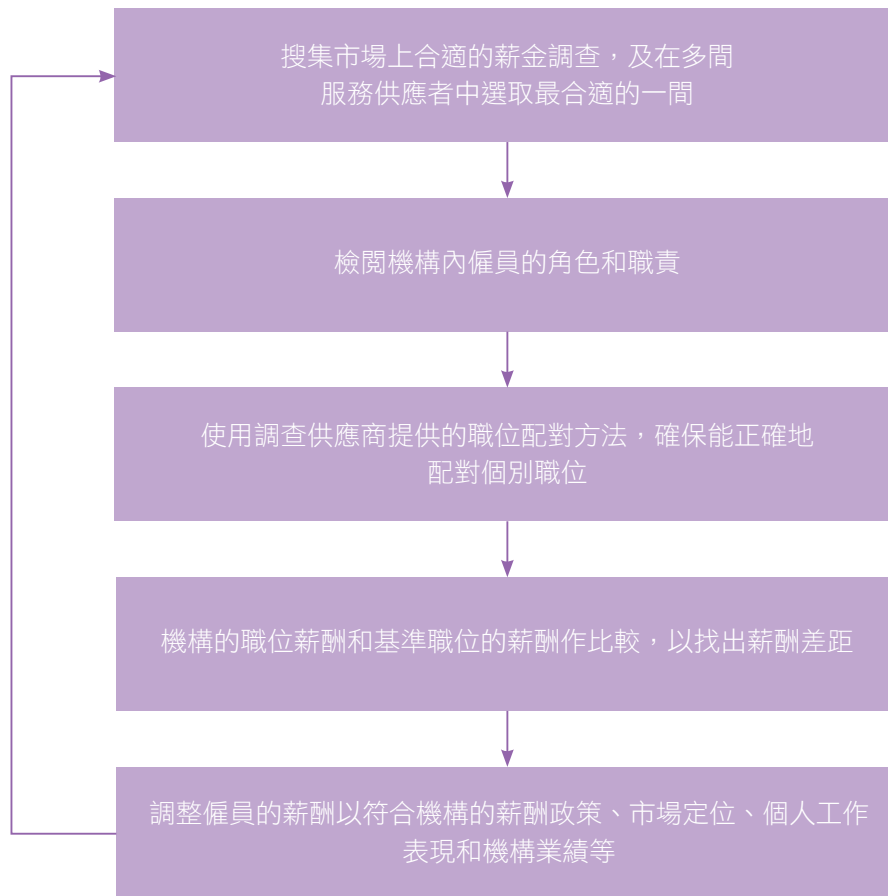 搜集市場上合適的薪金調查，及在多間
服務供應者中選取最合適的一間
檢閱機構內僱員的角色和職責
使用調查供應商提供的職位配對方法，確保能正確地
配對個別職位
機構的職位薪酬和基準職位的薪酬作比較，以找出薪酬差距
調整僱員的薪酬以符合機構的薪酬政策、市場定位、個人工作
表現和機構業績等